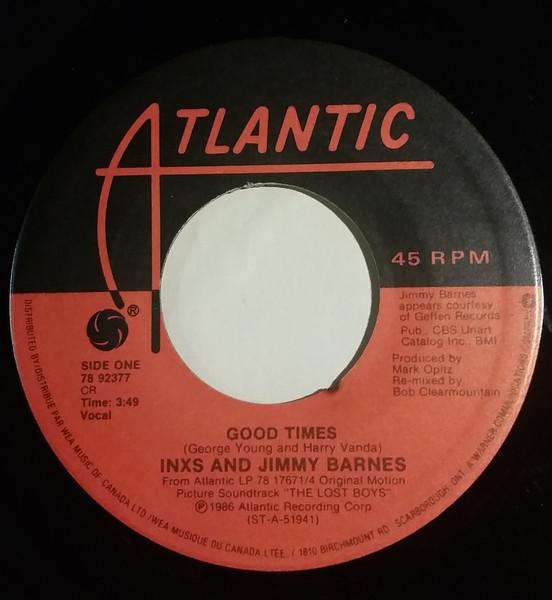 ATLANTIC
45 RPM
®
Jimmy Barnes
appears courtesy
of Geffen Records
Pub., CBS Unart
Catalog Inc., BMI
Produced by
Mark Opitz
Re-mixed by
Bob Clearmountain
SIDE ONE
78 92377
CR
Time: 3:49
Vocal
GOOD TIMES
(George Young and Harry Vanda)
INXS AND JIMMY BARNES
From Atlantic LP 78 17671/4 Original Motion
Picture Soundtrack "THE LOST BOYS"
℗1986 Atlantic Recording Corp.
(ST-A-51941)
DISTRIBUTED BY/DISTRIBUÉ PAR WEA MUSIC OF CANADA LTD./WEA MUSIQUE DU CANADA LTÉE. / 1810 BIRCHMOUNT RD. SCARBOROUGH, ONT. A WARNER COMMUNICATIONS